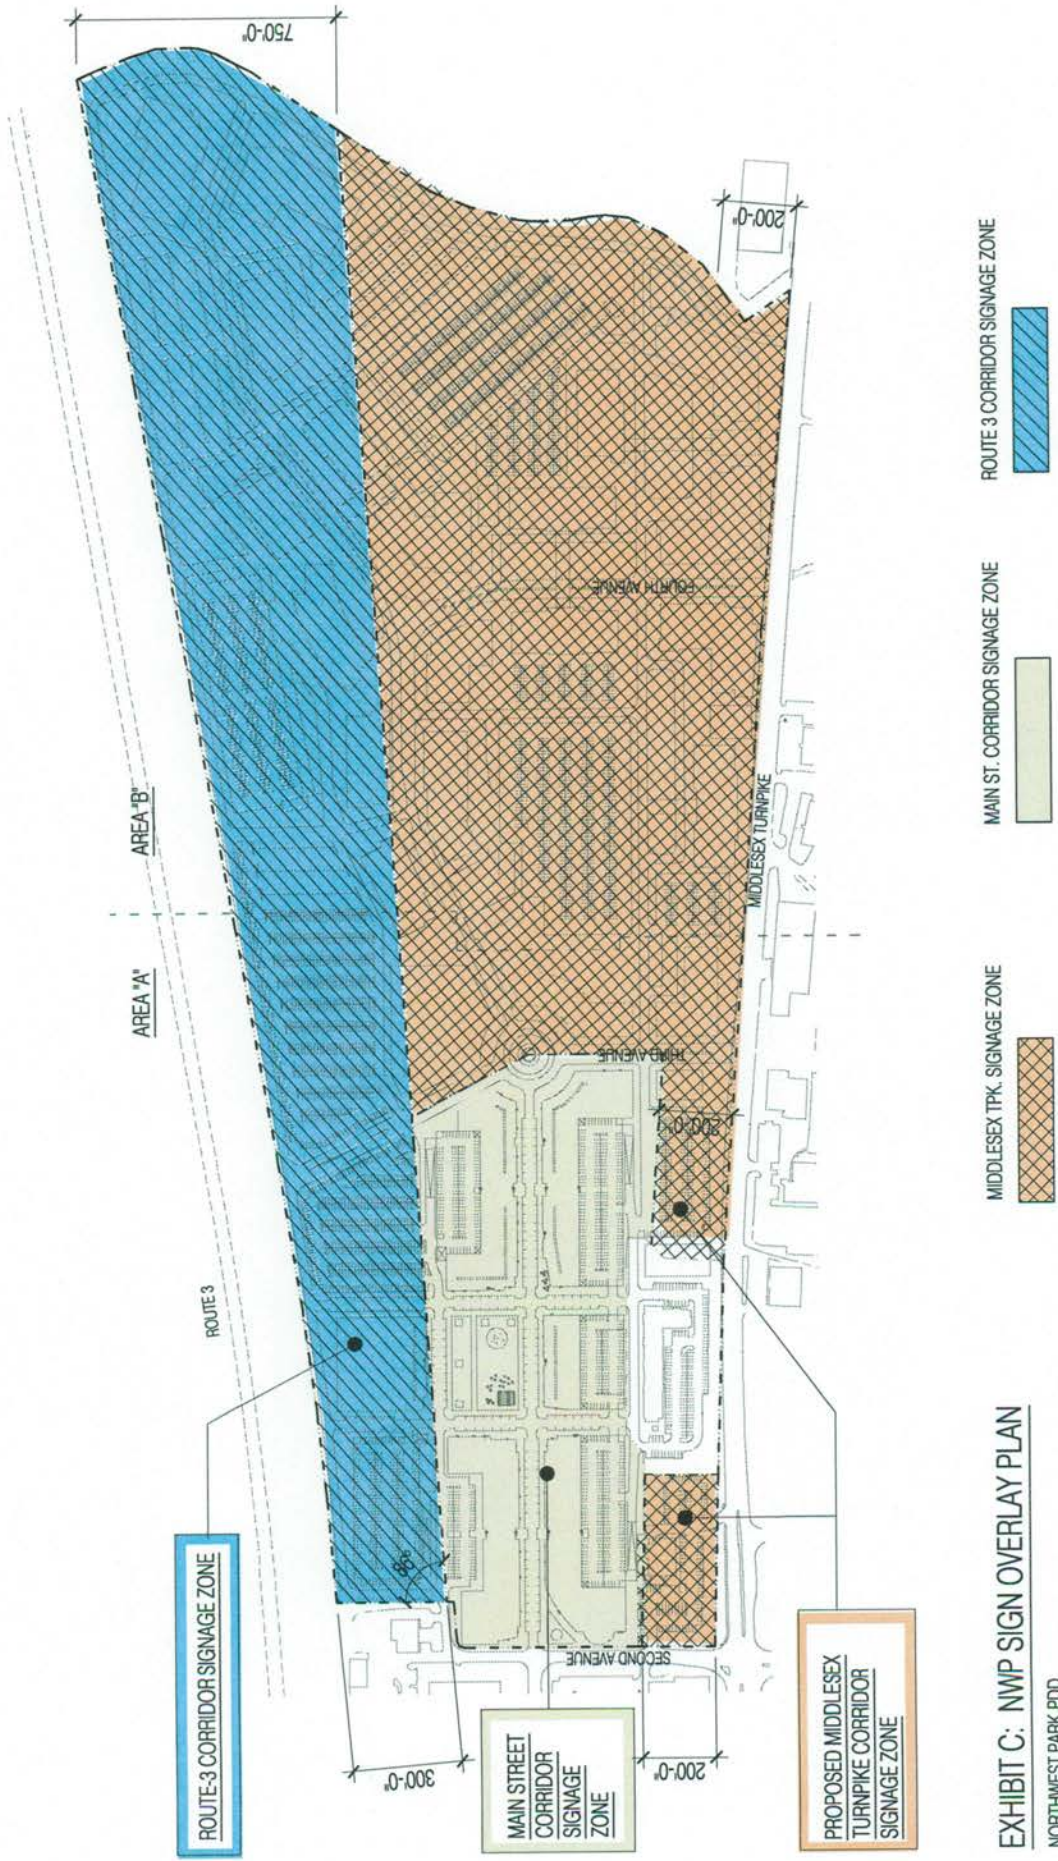 ROUTE-3 CORRIDOR SIGNAGE ZONE
MAIN STREET
CORRIDOR
SIGNAGE
ZONE
PROPOSED MIDDLESEX
TURNPIKE CORRIDOR
SIGNAGE ZONE
ROUTE 3
AREA "A"
AREA "B"
750'-0"
300'-0"
86°
200'-0"
200'-0"
200'-0"
SECOND AVENUE
THIRD AVENUE
FOURTH AVENUE
MIDDLESEX TURNPIKE
EXHIBIT C: NWP SIGN OVERLAY PLAN
NORTHWEST PARK PDD
MIDDLESEX TPK. SIGNAGE ZONE
MAIN ST. CORRIDOR SIGNAGE ZONE
ROUTE 3 CORRIDOR SIGNAGE ZONE